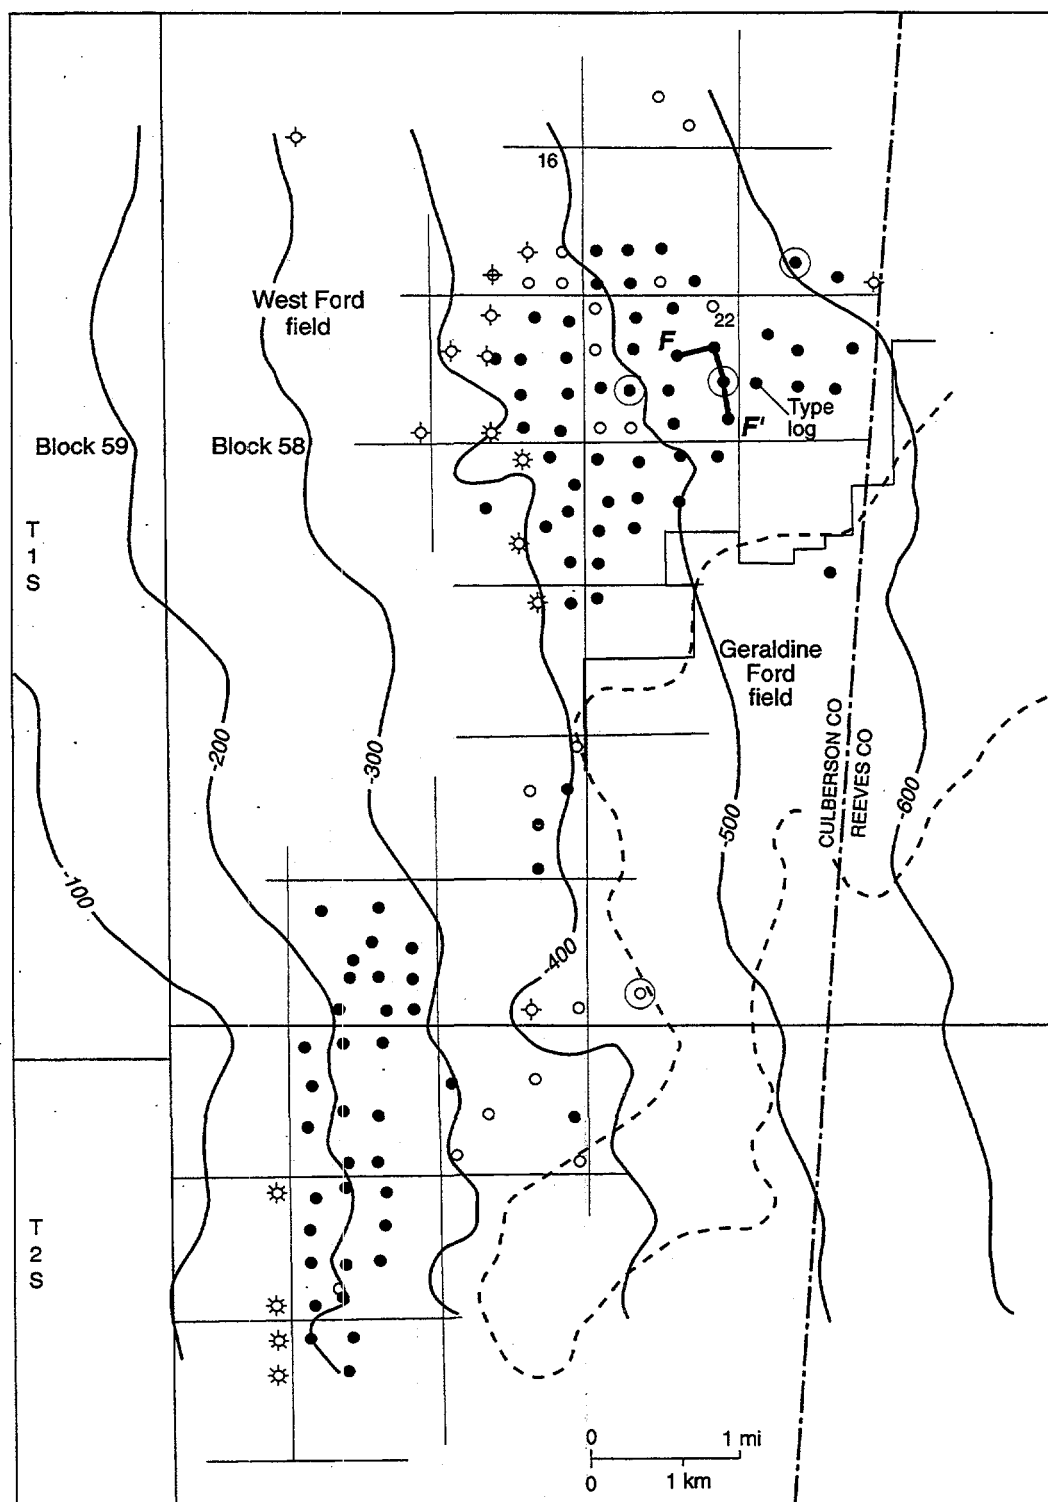 16
West Ford
field
22
F
Type
log
F'
Block 59
Block 58
T
1
S
Geraldine
Ford
field
CULBERSON CO
REEVES CO
-200
-300
-500
-600
-100
-400
T
2
S
0
1 mi
0
1 km